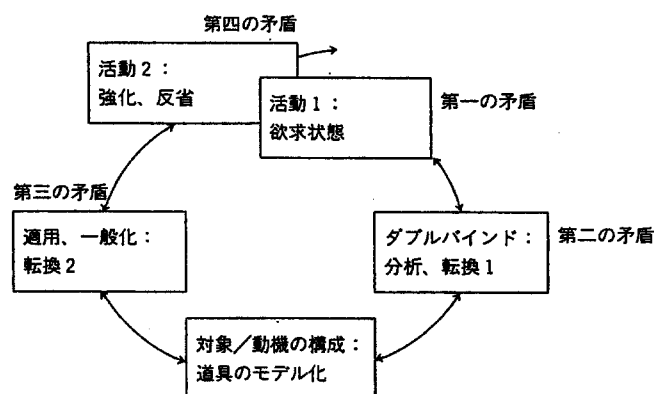 第四の矛盾
活動2：
強化、反省
活動1：
欲求状態
第一の矛盾
第三の矛盾
適用、一般化：
転換2
ダブルバインド：
分析、転換1
第二の矛盾
対象／動機の構成：
道具のモデル化